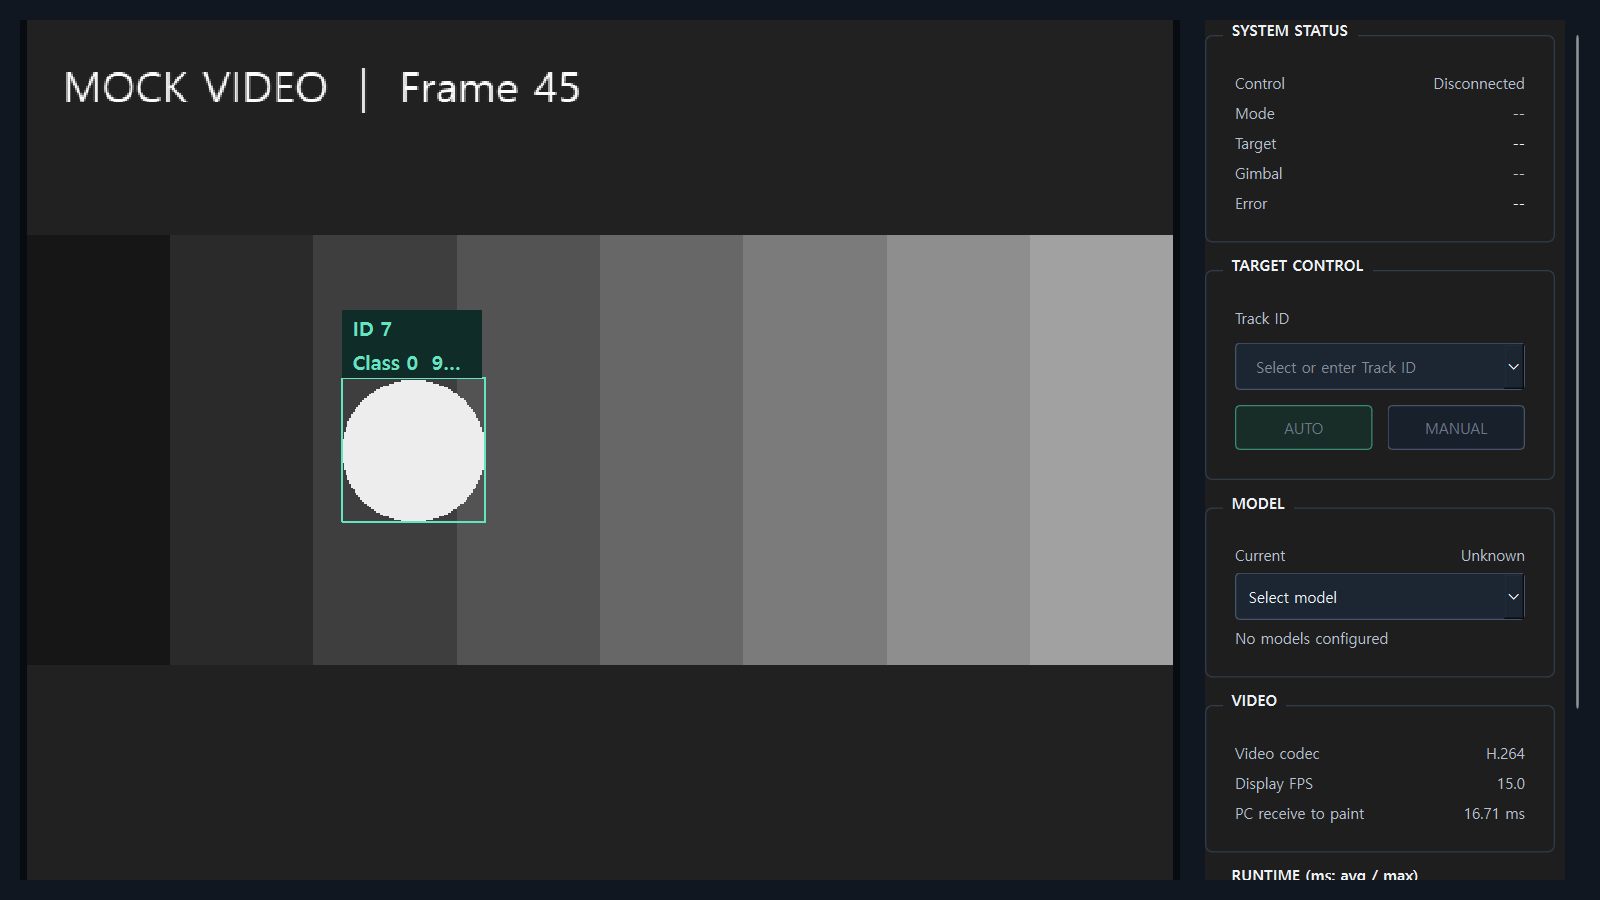 MOCK VIDEO | Frame 45
ID 7
Class 0 9...
SYSTEM STATUS
Control Disconnected
Mode --
Target --
Gimbal --
Error --
TARGET CONTROL
Track ID
Select or enter Track ID
AUTO MANUAL
MODEL
Current Unknown
Select model
No models configured
VIDEO
Video codec H.264
Display FPS 15.0
PC receive to paint 16.71 ms
RUNTIME (ms: avg / max)